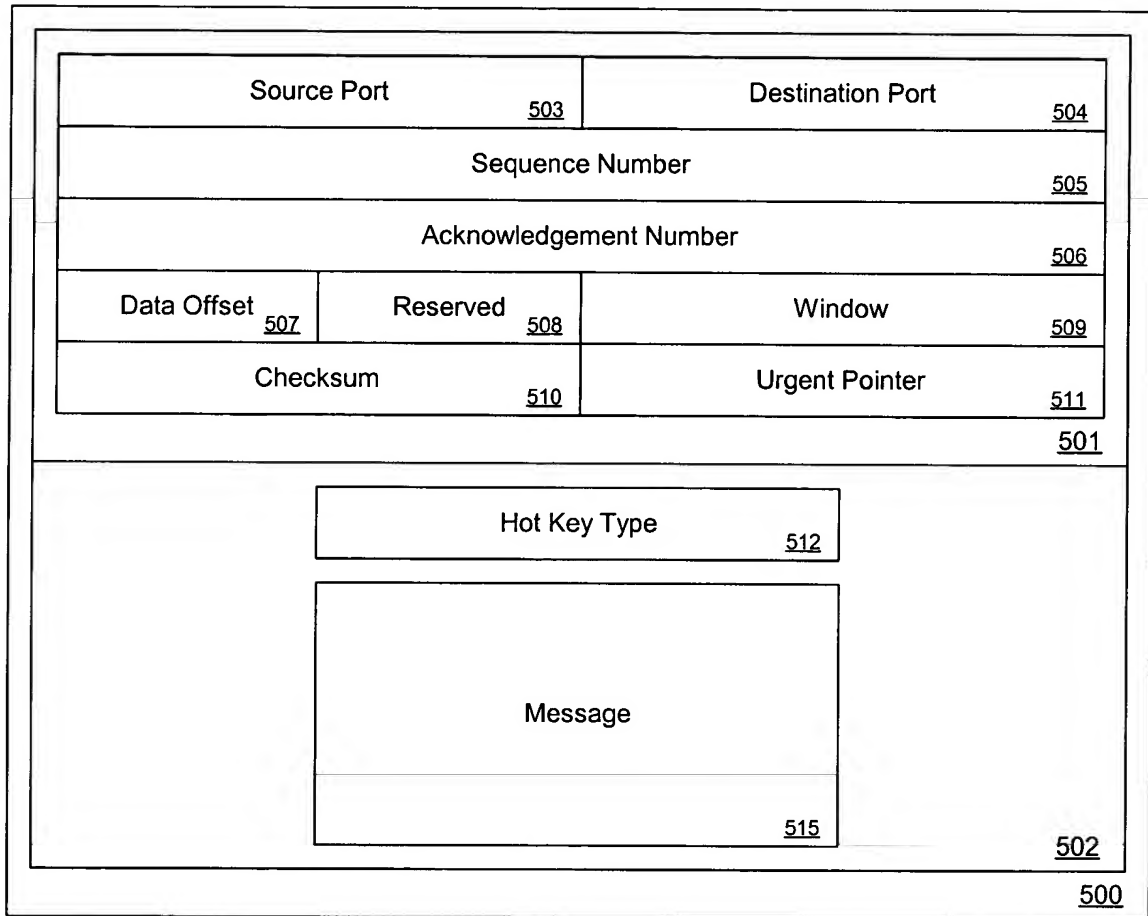 Source Port 503
Destination Port 504
Sequence Number 505
Acknowledgement Number 506
Data Offset 507
Reserved 508
Window 509
Checksum 510
Urgent Pointer 511
501
Hot Key Type 512
Message
515
502
500